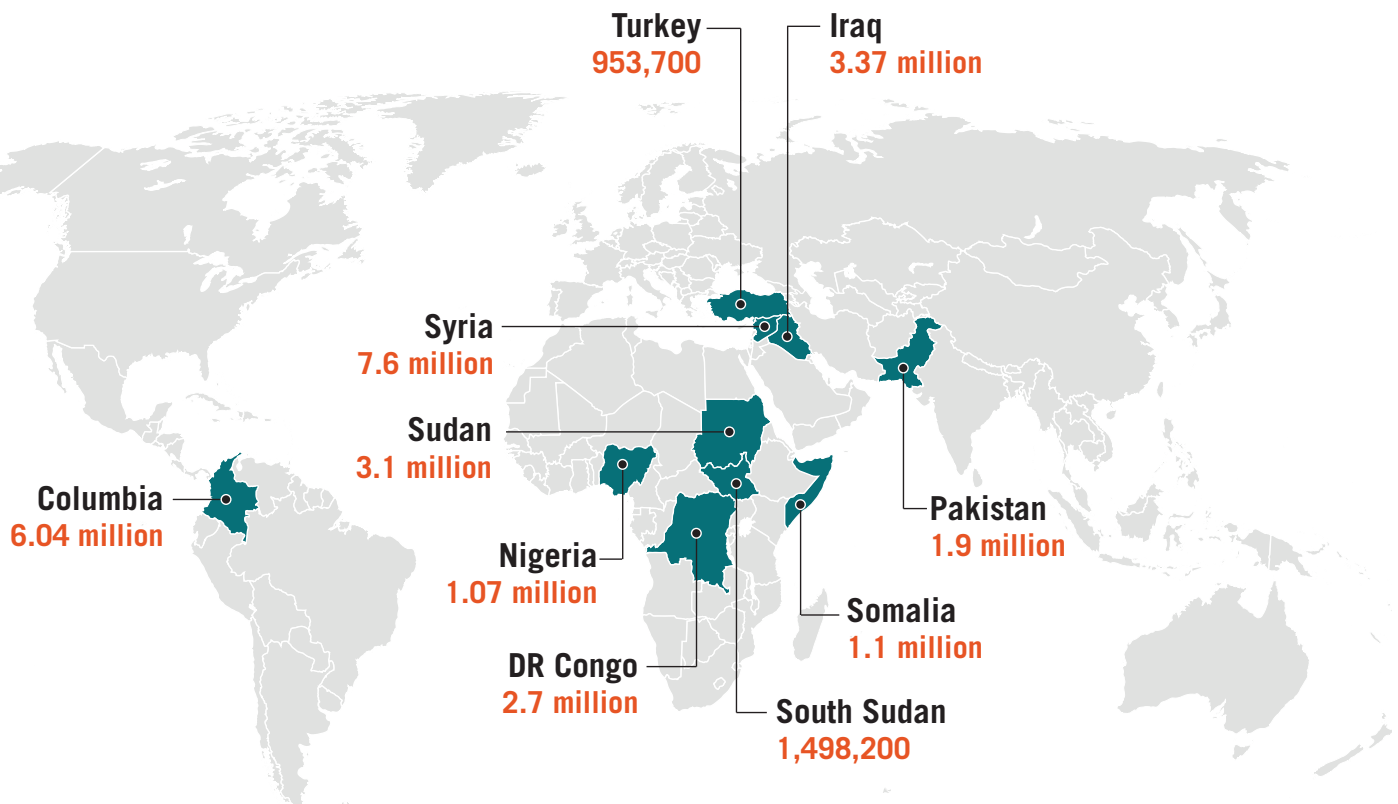 Turkey
953,700
Iraq
3.37 million
Syria
7.6 million
Sudan
3.1 million
Columbia
6.04 million
Pakistan
1.9 million
Nigeria
1.07 million
Somalia
1.1 million
DR Congo
2.7 million
South Sudan
1,498,200